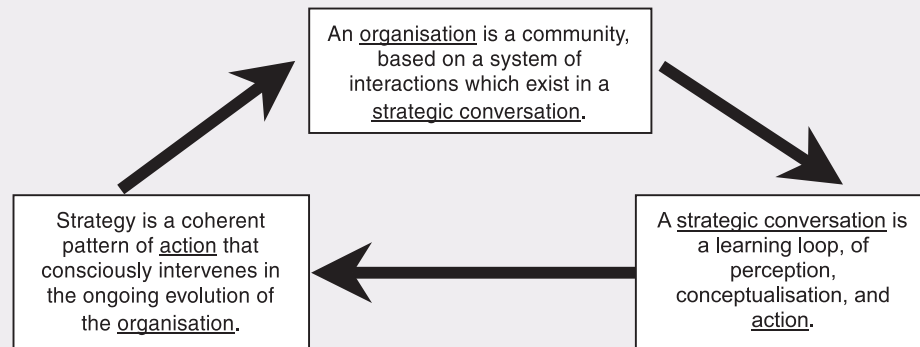 An organisation is a community,
based on a system of
interactions which exist in a
strategic conversation.
Strategy is a coherent
pattern of action that
consciously intervenes in
the ongoing evolution of
the organisation.
A strategic conversation is
a learning loop, of
perception,
conceptualisation, and
action.